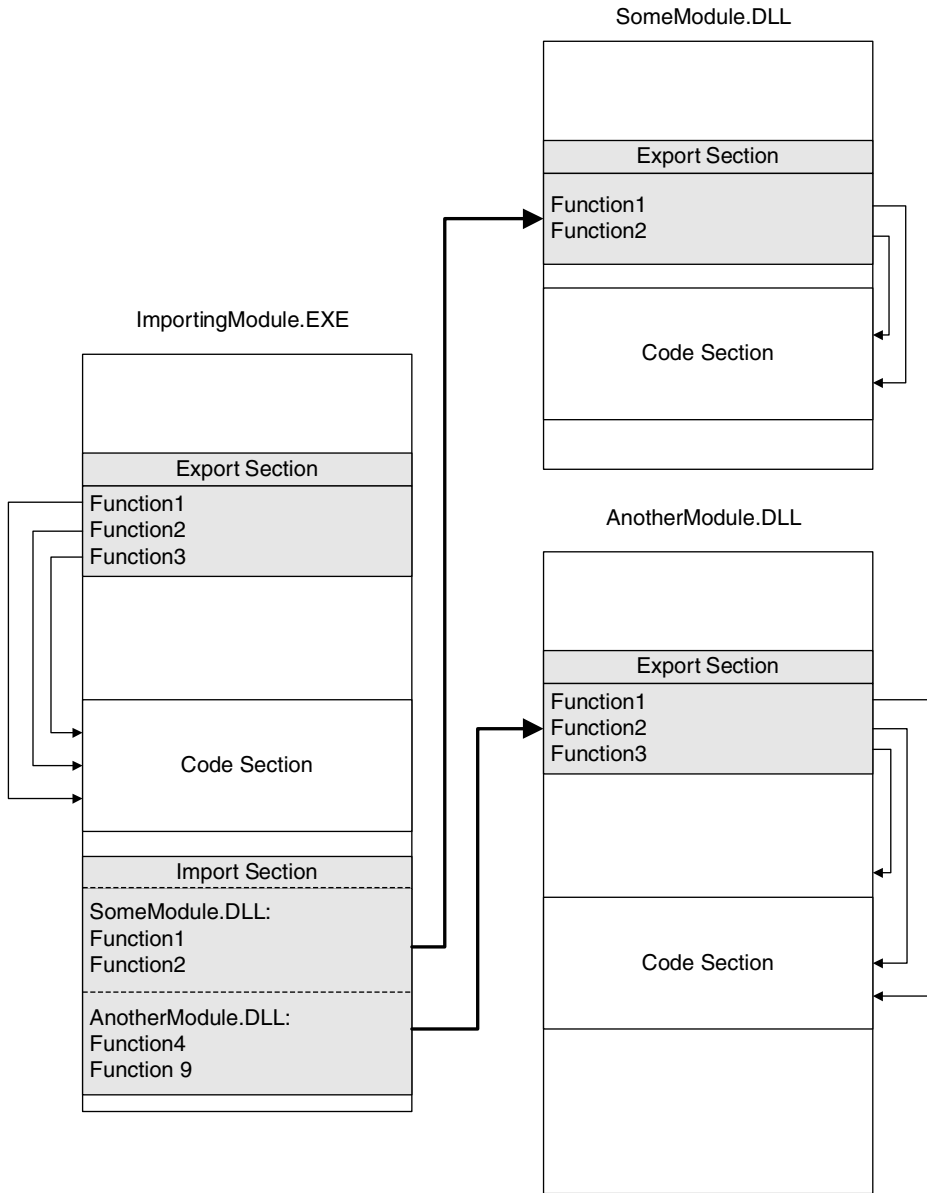 SomeModule.DLL
Export Section
Function1
Function2
Code Section
ImportingModule.EXE
Export Section
Function1
Function2
Function3
Code Section
Import Section
SomeModule.DLL:
Function1
Function2
AnotherModule.DLL:
Function4
Function 9
AnotherModule.DLL
Export Section
Function1
Function2
Function3
Code Section